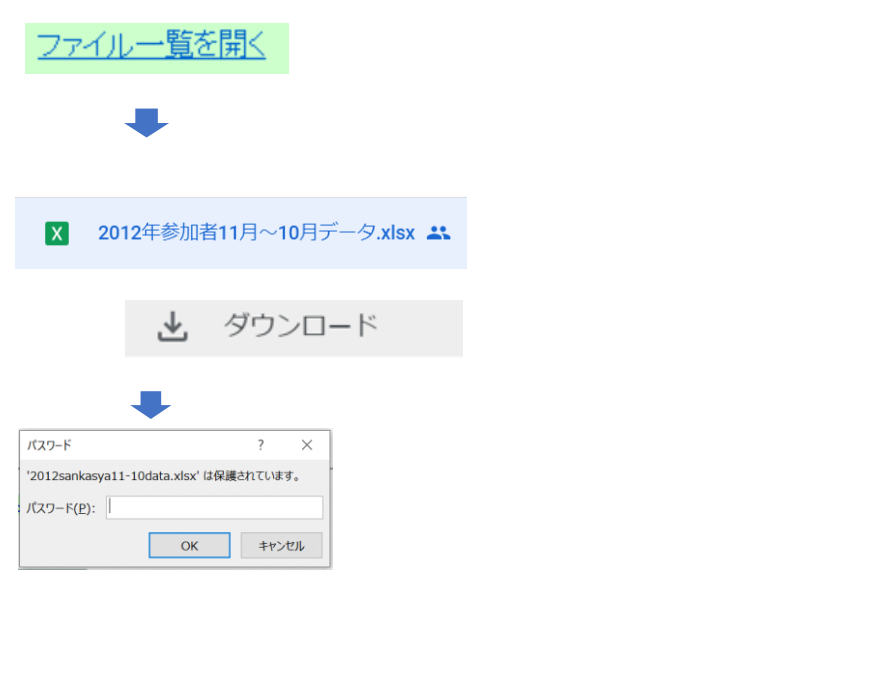 ファイル一覧を開く
X 2012年参加者11月～10月データ.xlsx
ダウンロード
パスワード ? ×
'2012sankasya11-10data.xlsx' は保護されています。
パスワード(P):
OK キャンセル